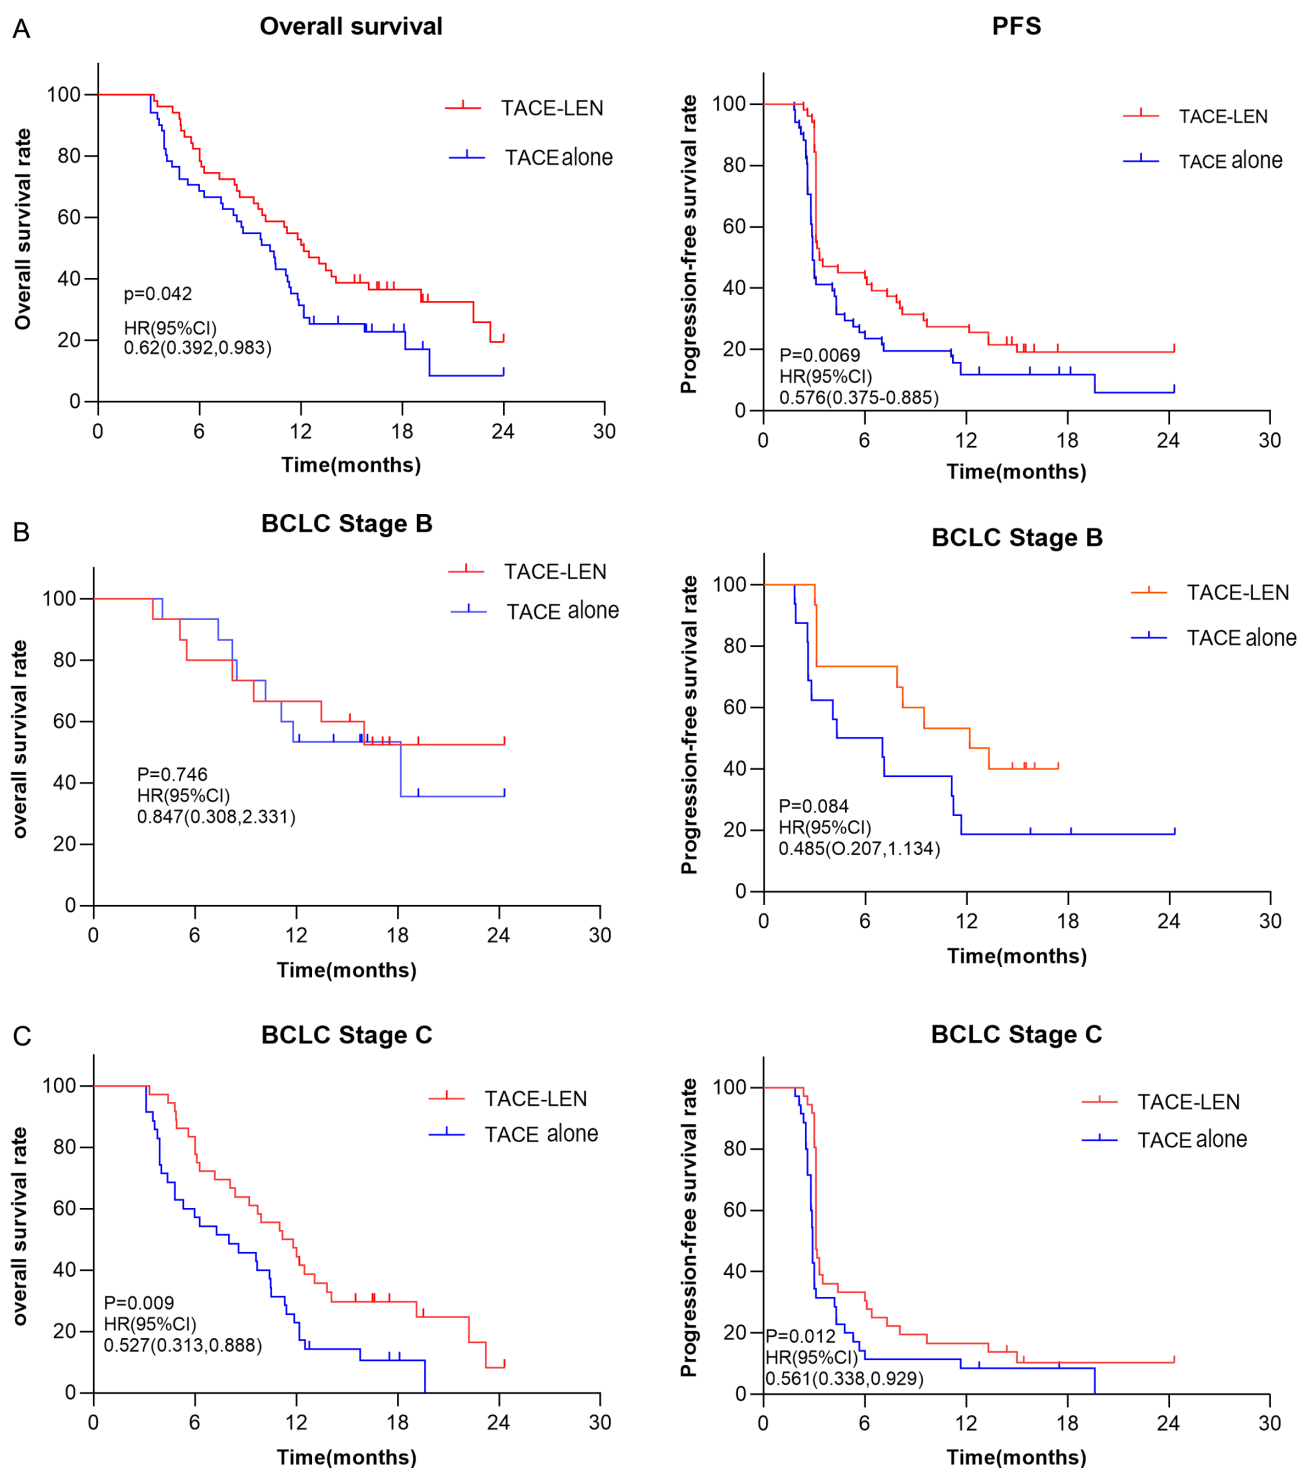 A
Overall survival
Overall survival rate
100
80
60
40
20
0
0 6 12 18 24 30
Time(months)
TACE-LEN
TACE alone
p=0.042
HR(95%CI)
0.62(0.392,0.983)
PFS
Progression-free survival rate
100
80
60
40
20
0
0 6 12 18 24 30
Time(months)
TACE-LEN
TACE alone
P=0.0069
HR(95%CI)
0.576(0.375-0.885)
B
BCLC Stage B
overall survival rate
100
80
60
40
20
0
0 6 12 18 24 30
Time(months)
TACE-LEN
TACE alone
P=0.746
HR(95%CI)
0.847(0.308,2.331)
BCLC Stage B
Progression-free survival rate
100
80
60
40
20
0
0 6 12 18 24 30
Time(months)
TACE-LEN
TACE alone
P=0.084
HR(95%CI)
0.485(O.207,1.134)
C
BCLC Stage C
overall survival rate
100
80
60
40
20
0
0 6 12 18 24 30
Time(months)
TACE-LEN
TACE alone
P=0.009
HR(95%CI)
0.527(0.313,0.888)
BCLC Stage C
Progression-free survival rate
100
80
60
40
20
0
0 6 12 18 24 30
Time(months)
TACE-LEN
TACE alone
P=0.012
HR(95%CI)
0.561(0.338,0.929)